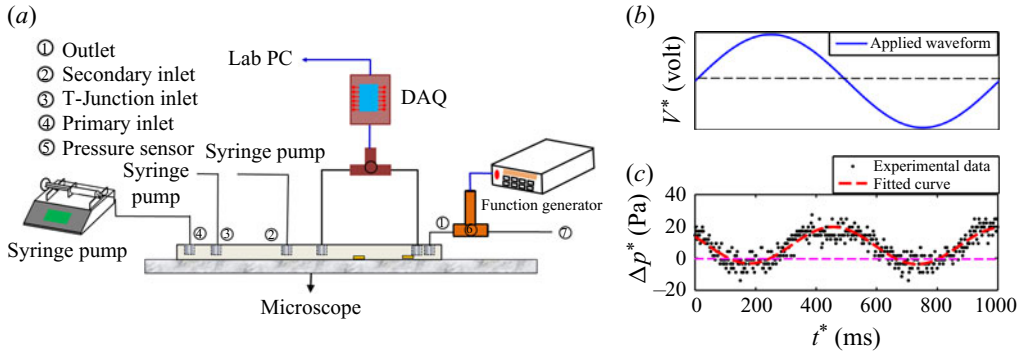 (a)
① Outlet
② Secondary inlet
③ T-Junction inlet
④ Primary inlet
⑤ Pressure sensor
Lab PC
DAQ
Syringe pump
Syringe
pump
Syringe pump
Function generator
④ ③ ② ① ⑥ ⑦
Microscope
(b)
V* (volt)
Applied waveform
(c)
Experimental data
Fitted curve
Δp* (Pa)
40
20
0
−20
0 200 400 600 800 1000
t* (ms)